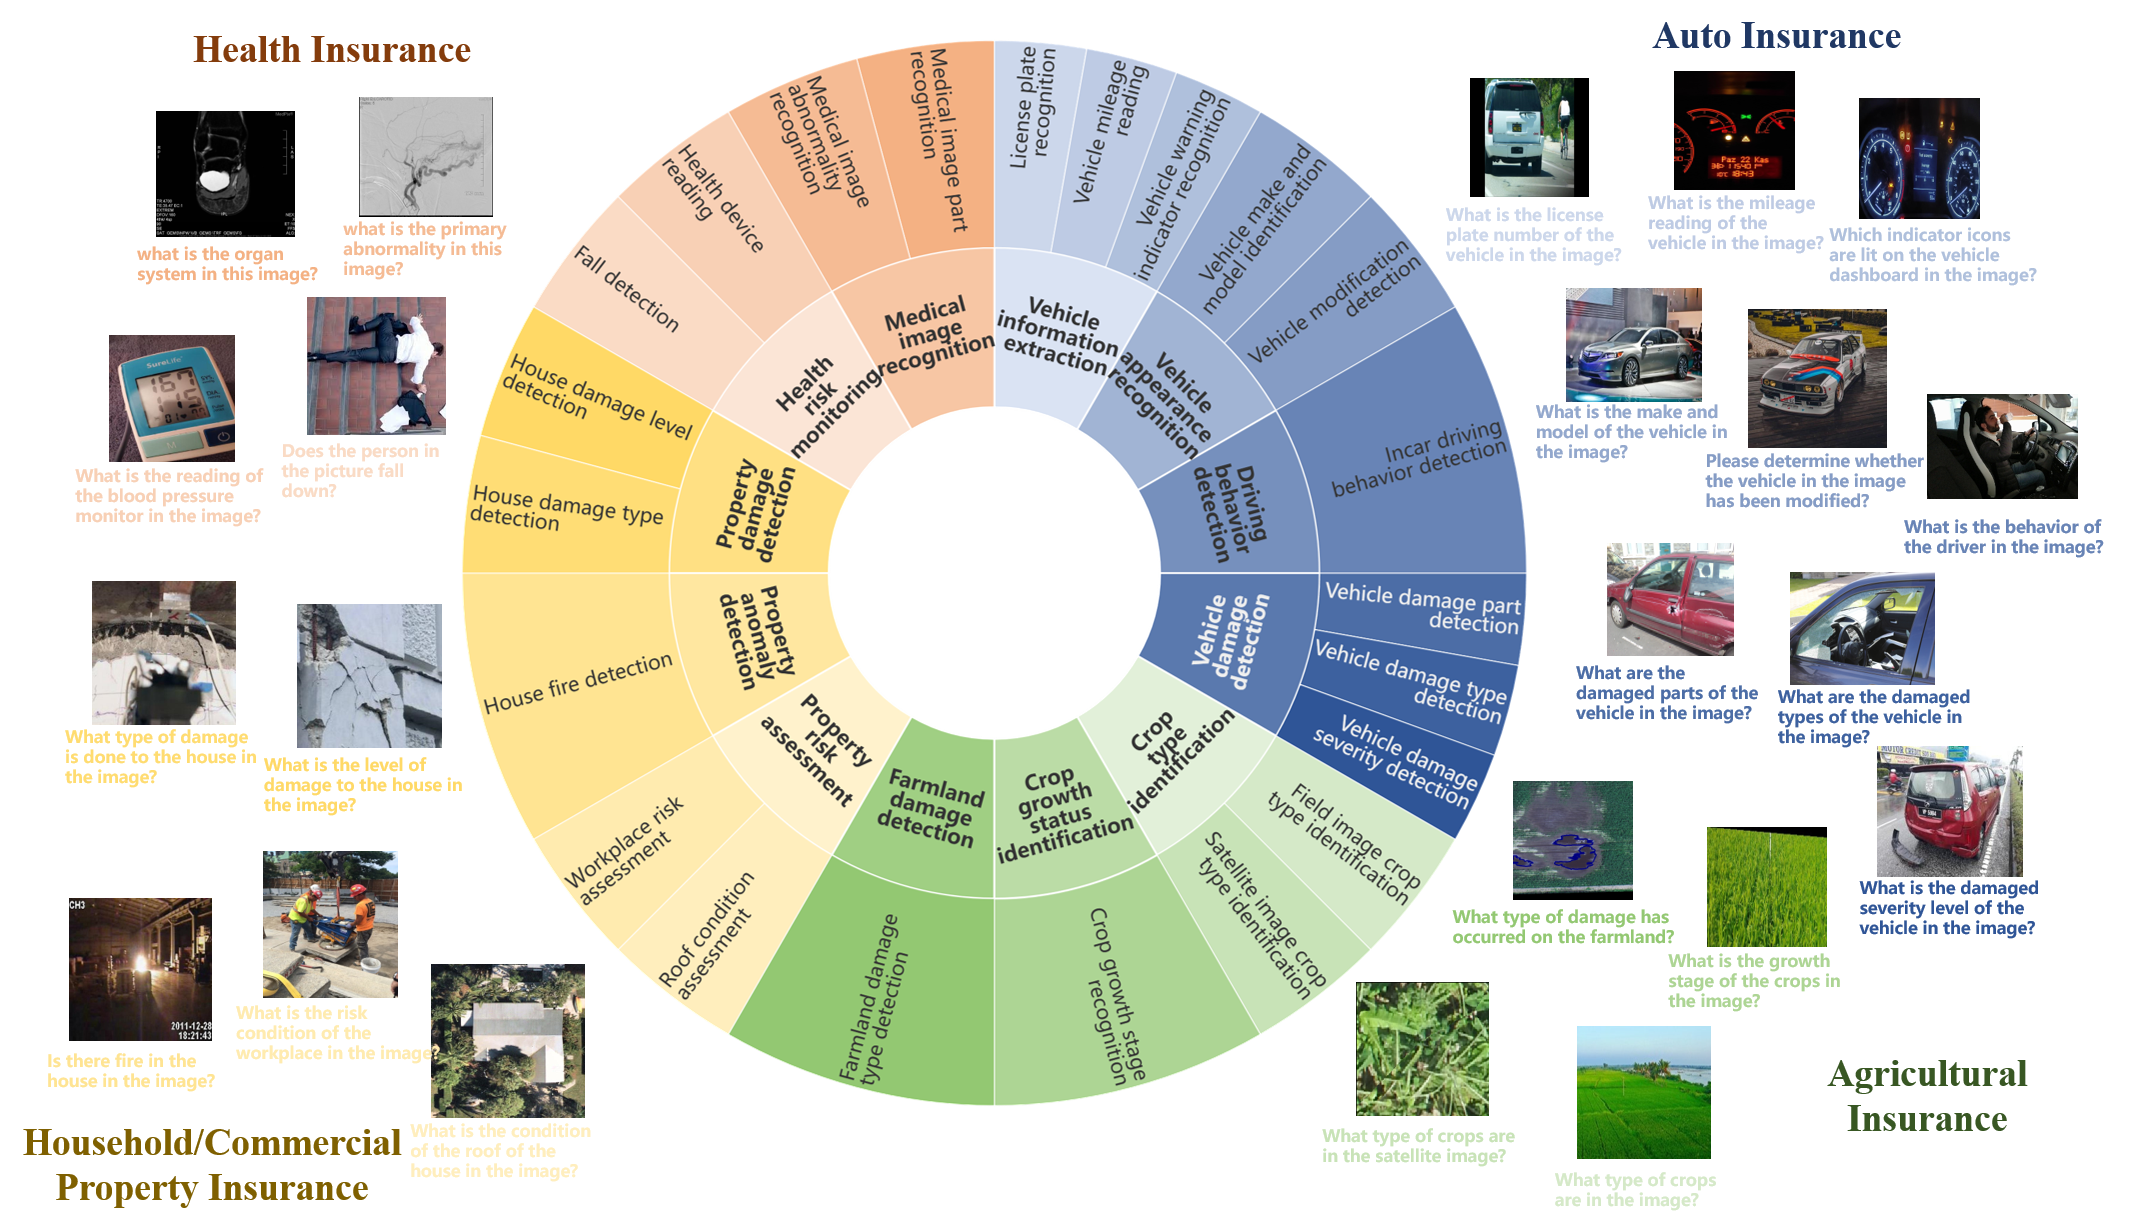 Health Insurance
what is the organ
system in this image?
what is the primary
abnormality in this
image?
SureLife
167
What is the reading of
the blood pressure
monitor in the image?
Does the person in
the picture fall
down?
What type of damage
is done to the house in
the image?
What is the level of
damage to the house in
the image?
CH3
2011-12-28
18:21:43
Is there fire in the
house in the image?
What is the risk
condition of the
workplace in the image?
What is the condition
of the roof of the
house in the image?
Household/Commercial
Property Insurance
Medical image part
recognition
Medical image
abnormality
recognition
Health device
reading
Fall detection
House damage level
detection
House damage type
detection
House fire detection
Workplace risk
assessment
Roof condition
assessment
Farmland damage
type detection
Crop growth stage
recognition
Satellite image crop
type identification
Field image crop
type identification
Vehicle damage
severity detection
Vehicle damage type
detection
Vehicle damage part
detection
Incar driving
behavior detection
Vehicle modification
detection
Vehicle make and
model identification
Vehicle warning
indicator recognition
Vehicle mileage
reading
License plate
recognition
Medical
image
recognition
Health
risk
monitoring
Property
damage
detection
Property
anomaly
detection
Property
risk
assessment
Farmland
damage
detection
Crop
growth
status
identification
Crop
type
identification
Vehicle
damage
detection
Driving
behavior
detection
Vehicle
appearance
recognition
Vehicle
information
extraction
Auto Insurance
What is the license
plate number of the
vehicle in the image?
Paz 22 Kas
18:43
What is the mileage
reading of the
vehicle in the image?
Which indicator icons
are lit on the vehicle
dashboard in the image?
What is the make and
model of the vehicle in
the image?
Please determine whether
the vehicle in the image
has been modified?
What is the behavior of
the driver in the image?
What are the
damaged parts of the
vehicle in the image?
What are the damaged
types of the vehicle in
the image?
What is the damaged
severity level of the
vehicle in the image?
What type of damage has
occurred on the farmland?
What is the growth
stage of the crops in
the image?
What type of crops are
in the satellite image?
What type of crops
are in the image?
Agricultural
Insurance